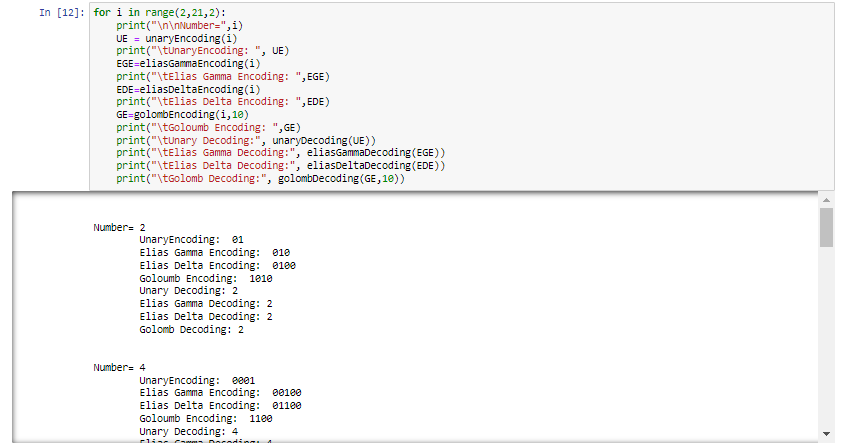 In [12]: for i in range(2,21,2):
    print("\n\nNumber=",i)
    UE = unaryEncoding(i)
    print("\tUnaryEncoding: ", UE)
    EGE=eliasGammaEncoding(i)
    print("\tElias Gamma Encoding: ",EGE)
    EDE=eliasDeltaEncoding(i)
    print("\tElias Delta Encoding: ",EDE)
    GE=golombEncoding(i,10)
    print("\tGoloumb Encoding: ",GE)
    print("\tUnary Decoding:", unaryDecoding(UE))
    print("\tElias Gamma Decoding:", eliasGammaDecoding(EGE))
    print("\tElias Delta Decoding:", eliasDeltaDecoding(EDE))
    print("\tGolomb Decoding:", golombDecoding(GE,10))
Number= 2
        UnaryEncoding:  01
        Elias Gamma Encoding:  010
        Elias Delta Encoding:  0100
        Goloumb Encoding:  1010
        Unary Decoding: 2
        Elias Gamma Decoding: 2
        Elias Delta Decoding: 2
        Golomb Decoding: 2
Number= 4
        UnaryEncoding:  0001
        Elias Gamma Encoding:  00100
        Elias Delta Encoding:  01100
        Goloumb Encoding:  1100
        Unary Decoding: 4
        Elias Gamma Decoding: 4